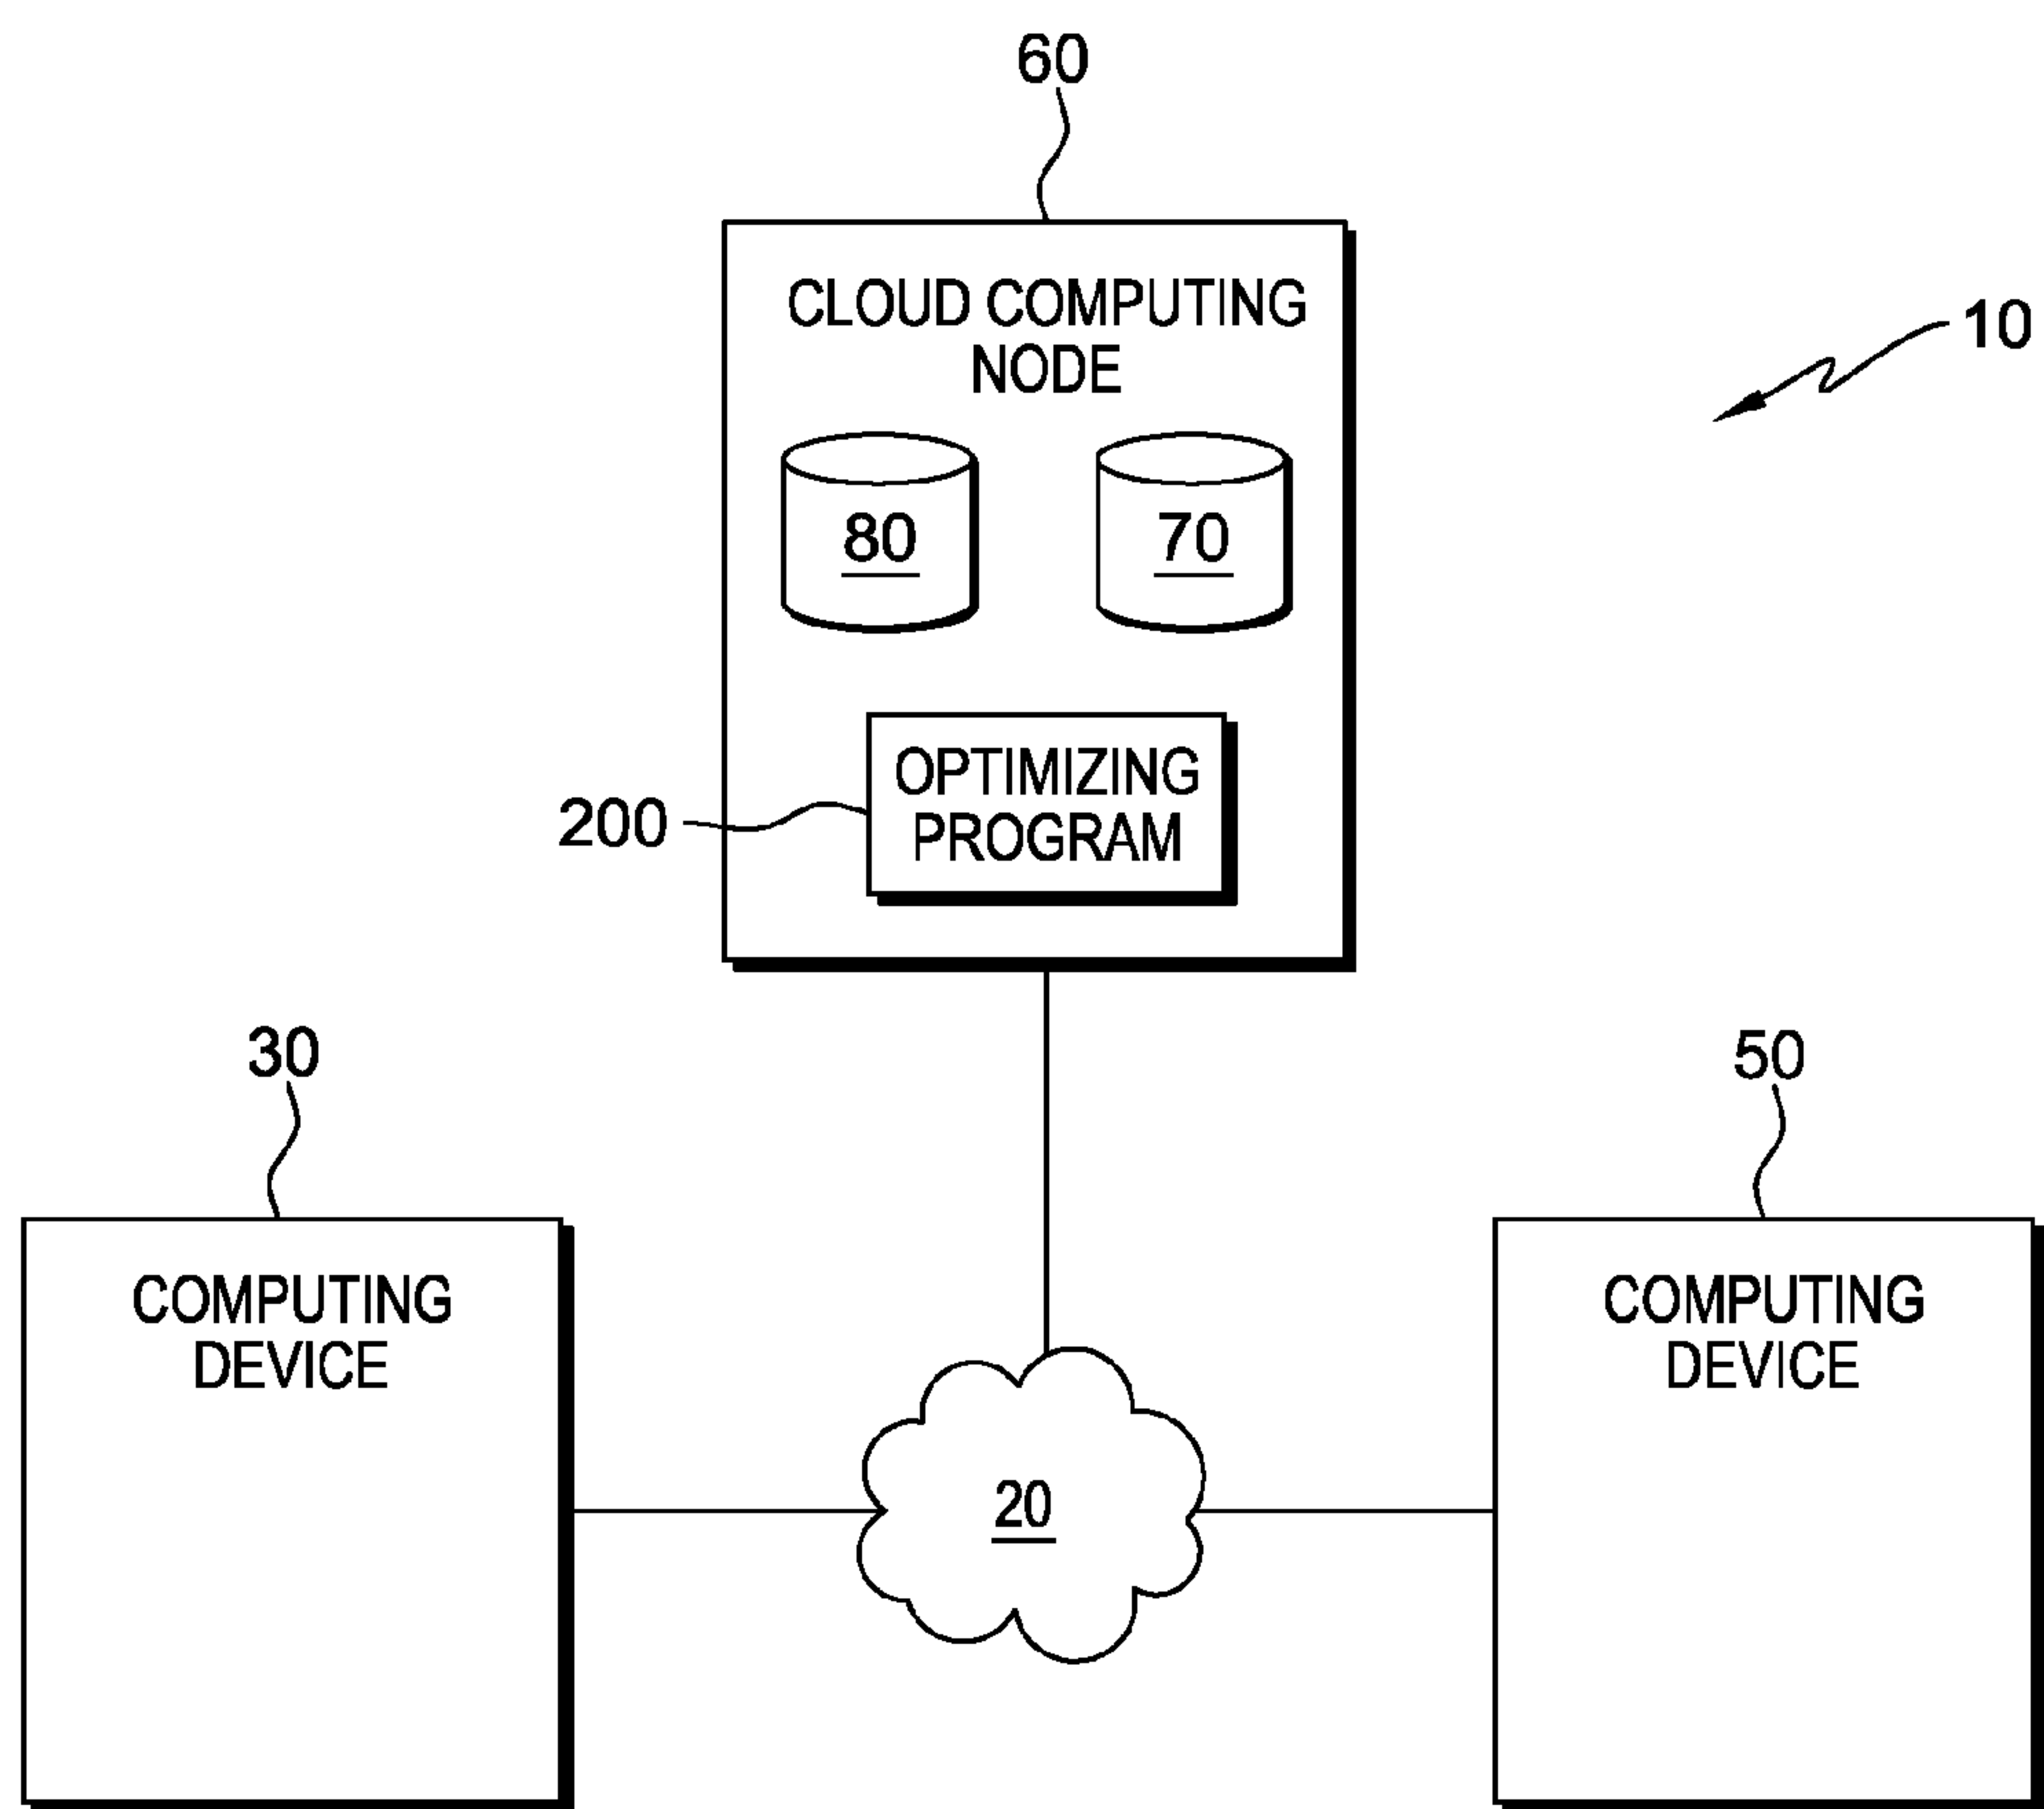 60
CLOUD COMPUTING
NODE
10
80
70
OPTIMIZING
PROGRAM
200
30
50
COMPUTING
DEVICE
COMPUTING
DEVICE
20